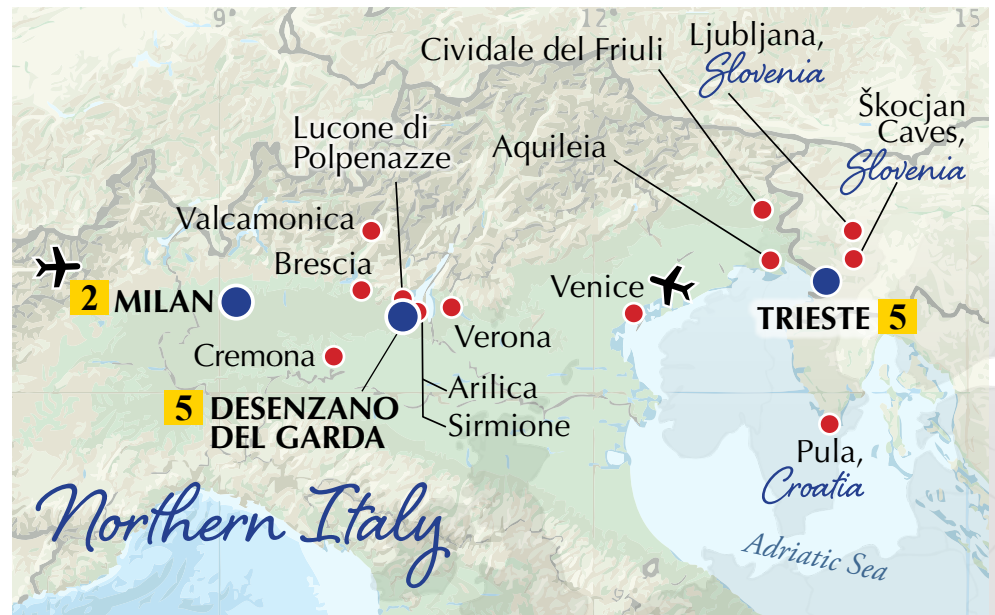 9°
12°
15
Cividale del Friuli
Ljubljana,
Slovenia
Škocjan
Caves,
Slovenia
Lucone di
Polpenazze
Aquileia
Valcamonica
Brescia
Venice
2 MILAN
TRIESTE 5
Verona
Cremona
Arilica
Sirmione
5 DESENZANO
DEL GARDA
Pula,
Croatia
Northern Italy
Adriatic Sea